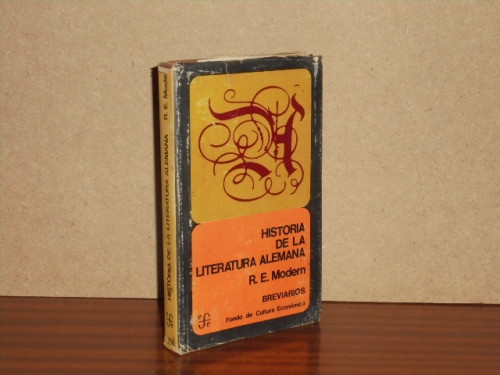 HISTORIA
DE LA
LITERATURA ALEMANA
R. E. Modern
BREVIARIOS
Fondo de Cultura Económica
HISTORIA DE LA LITERATURA ALEMANA R. E. Modern